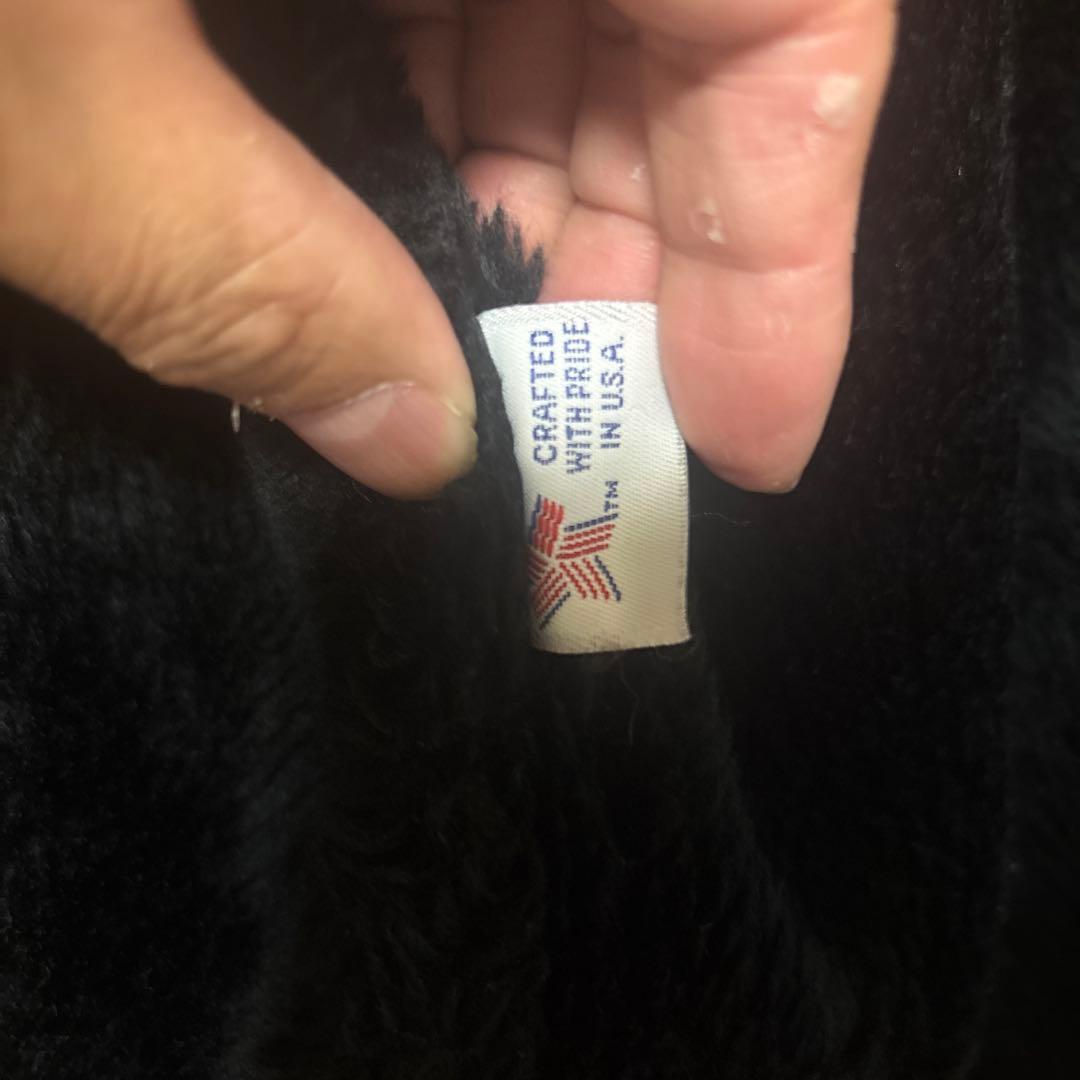 CRAFTED
WITH PRIDE
IN U.S.A.
TM